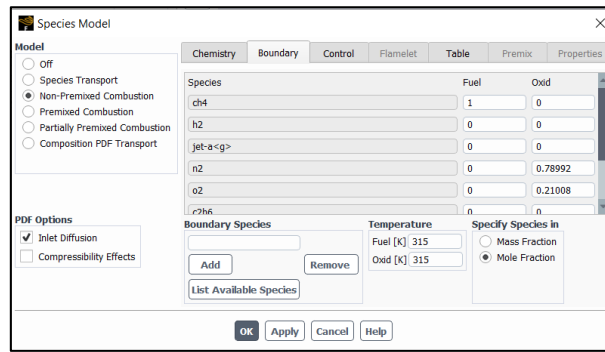 Species Model
Model
Off
Species Transport
Non-Premixed Combustion
Premixed Combustion
Partially Premixed Combustion
Composition PDF Transport
PDF Options
Inlet Diffusion
Compressibility Effects
Chemistry Boundary Control Flamelet Table Premix Properties
Species Fuel Oxid
ch4 1 0
h2 0 0
jet-a<g> 0 0
n2 0 0.78992
o2 0 0.21008
c2h6 0 0
Boundary Species
Add Remove
List Available Species
Temperature
Fuel [K] 315
Oxid [K] 315
Specify Species in
Mass Fraction
Mole Fraction
OK Apply Cancel Help